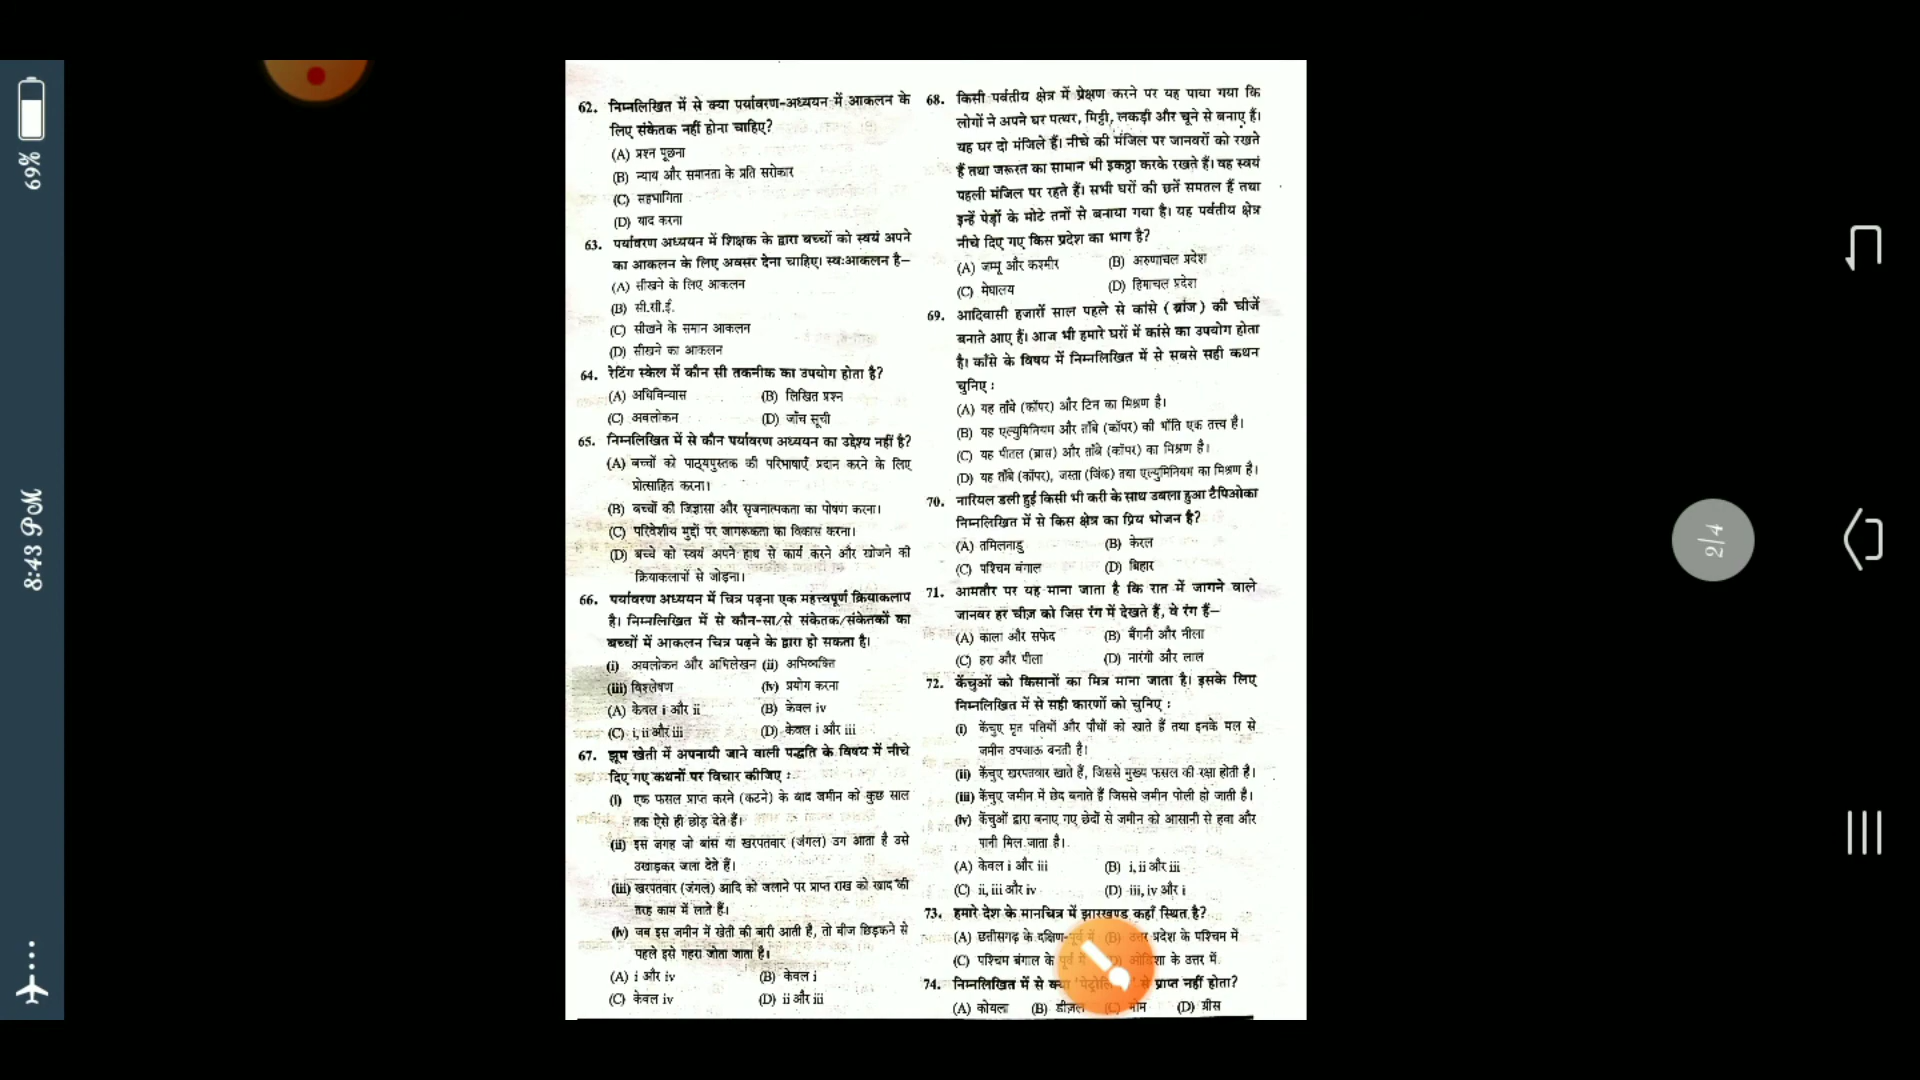 62. निम्नलिखित में से क्या पर्यावरण-अध्ययन में आकलन के
लिए संकेतक नहीं होना चाहिए?
(A) प्रश्न पूछना
(B) न्याय और समानता के प्रति सरोकार
(C) सहभागिता
(D) याद करना
63. पर्यावरण अध्ययन में शिक्षक के द्वारा बच्चों को स्वयं अपने
का आकलन के लिए अवसर देना चाहिए। स्वःआकलन है–
(A) सीखने के लिए आकलन
(B) सी.सी.ई.
(C) सीखने के समान आकलन
(D) सीखने का आकलन
64. रेटिंग स्केल में कौन सी तकनीक का उपयोग होता है?
(A) अधिविन्यास (B) लिखित प्रश्न
(C) अवलोकन (D) जाँच सूची
65. निम्नलिखित में से कौन पर्यावरण अध्ययन का उद्देश्य नहीं है?
(A) बच्चों को पाठ्यपुस्तक की परिभाषाएँ प्रदान करने के लिए
प्रोत्साहित करना।
(B) बच्चों की जिज्ञासा और सृजनात्मकता का पोषण करना।
(C) परिवेशीय मुद्दों पर जागरूकता का विकास करना।
(D) बच्चे को स्वयं अपने हाथ से कार्य करने और खोजने की
क्रियाकलापों से जोड़ना।
66. पर्यावरण अध्ययन में चित्र पढ़ना एक महत्त्वपूर्ण क्रियाकलाप
है। निम्नलिखित में से कौन-सा/से संकेतक/संकेतकों का
बच्चों में आकलन चित्र पढ़ने के द्वारा हो सकता है।
(i) अवलोकन और अभिलेखन (ii) अभिव्यक्ति
(iii) विश्लेषण (iv) प्रयोग करना
(A) केवल i और ii (B) केवल iv
(C) i, ii और iii (D) केवल i और iii
67. झूम खेती में अपनायी जाने वाली पद्धति के विषय में नीचे
दिए गए कथनों पर विचार कीजिए :
(i) एक फसल प्राप्त करने (कटने) के बाद जमीन को कुछ साल
तक ऐसे ही छोड़ देते हैं।
(ii) इस जगह जो बांस या खरपतवार (जंगल) उग आता है उसे
उखाड़कर जला देते हैं।
(iii) खरपतवार (जंगल) आदि को जलाने पर प्राप्त राख को खाद की
तरह काम में लाते हैं।
(iv) जब इस जमीन में खेती की बारी आती है, तो बीज छिड़कने से
पहले इसे गहरा जोता जाता है।
(A) i और iv (B) केवल i
(C) केवल iv (D) ii और iii
68. किसी पर्वतीय क्षेत्र में प्रेक्षण करने पर यह पाया गया कि
लोगों ने अपने घर पत्थर, मिट्टी, लकड़ी और चूने से बनाए हैं।
यह घर दो मंजिले हैं। नीचे की मंजिल पर जानवरों को रखते
हैं तथा जरूरत का सामान भी इकठ्ठा करके रखते हैं। वह स्वयं
पहली मंजिल पर रहते हैं। सभी घरों की छतें समतल हैं तथा
इन्हें पेड़ों के मोटे तनों से बनाया गया है। यह पर्वतीय क्षेत्र
नीचे दिए गए किस प्रदेश का भाग है?
(A) जम्मू और कश्मीर (B) अरुणाचल प्रदेश
(C) मेघालय (D) हिमाचल प्रदेश
69. आदिवासी हजारों साल पहले से कांसे (ब्रांज) की चीजें
बनाते आए हैं। आज भी हमारे घरों में कांसे का उपयोग होता
है। काँसे के विषय में निम्नलिखित में से सबसे सही कथन
चुनिए :
(A) यह ताँबे (कॉपर) और टिन का मिश्रण है।
(B) यह एल्युमिनियम और ताँबे (कॉपर) की भाँति एक तत्त्व है।
(C) यह पीतल (ब्रास) और ताँबे (कॉपर) का मिश्रण है।
(D) यह ताँबे (कॉपर), जस्ता (जिंक) तथा एल्युमिनियम का मिश्रण है।
70. नारियल डली हुई किसी भी करी के साथ उबला हुआ टैपिओका
निम्नलिखित में से किस क्षेत्र का प्रिय भोजन है?
(A) तमिलनाडु (B) केरल
(C) पश्चिम बंगाल (D) बिहार
71. आमतौर पर यह माना जाता है कि रात में जागने वाले
जानवर हर चीज़ को जिस रंग में देखते हैं, वे रंग हैं–
(A) काला और सफेद (B) बैंगनी और नीला
(C) हरा और पीला (D) नारंगी और लाल
72. केंचुओं को किसानों का मित्र माना जाता है। इसके लिए
निम्नलिखित में से सही कारणों को चुनिए :
(i) केंचुए मृत पतियों और पौधों को खाते हैं तथा इनके मल से
जमीन उपजाऊ बनती है।
(ii) केंचुए खरपतवार खाते हैं, जिससे मुख्य फसल की रक्षा होती है।
(iii) केंचुए जमीन में छेद बनाते हैं जिससे जमीन पोली हो जाती है।
(iv) केंचुओं द्वारा बनाए गए छेदों से जमीन को आसानी से हवा और
पानी मिल जाता है।
(A) केवल i और iii (B) i, ii और iii
(C) ii, iii और iv (D) iii, iv और i
73. हमारे देश के मानचित्र में झारखण्ड कहाँ स्थित है?
(A) छत्तीसगढ़ के दक्षिण-पूर्व में (B) उत्तर प्रदेश के पश्चिम में
(C) पश्चिम बंगाल के पूर्व में (D) ओडिशा के उत्तर में
74. निम्नलिखित में से क्या 'पेट्रोलियम' से प्राप्त नहीं होता?
(A) कोयला (B) डीज़ल (C) मोम (D) ग्रीस
69%
8:43 PM
2/4